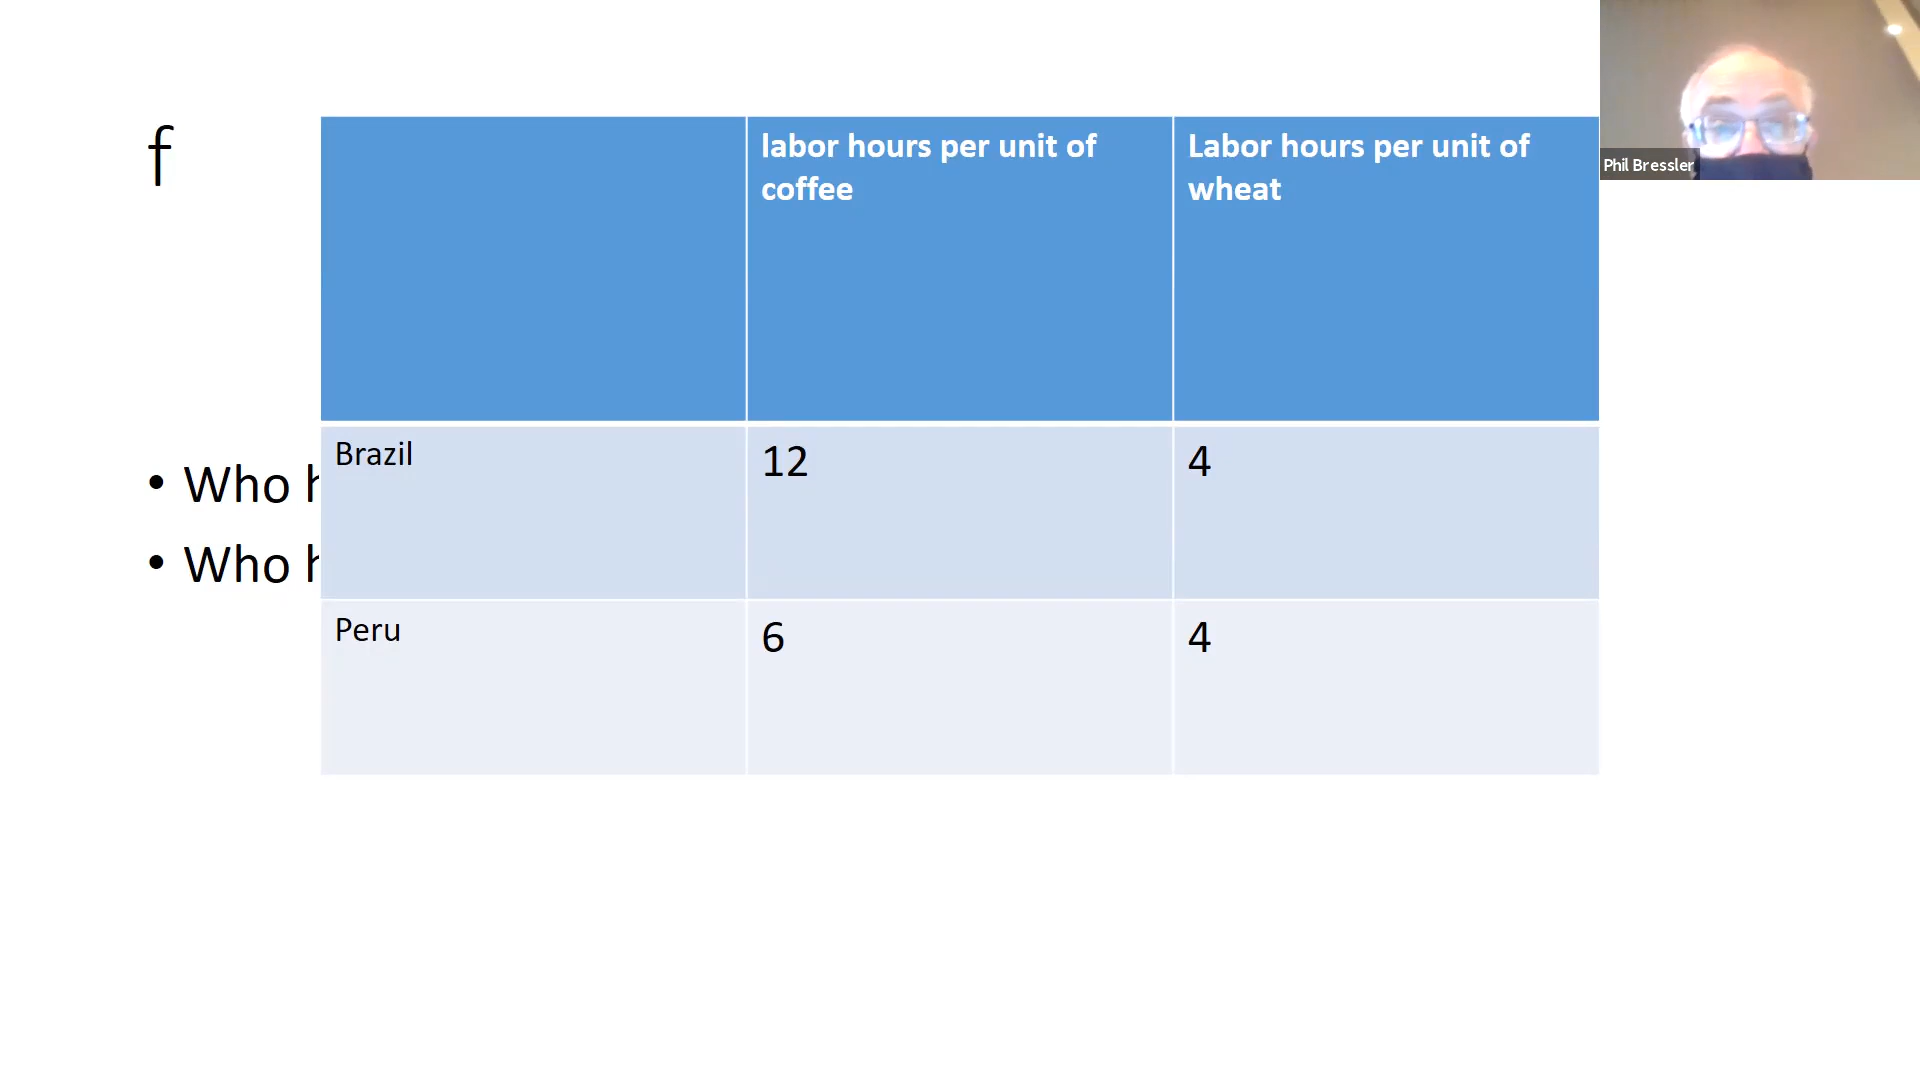 f
labor hours per unit of
coffee
Labor hours per unit of
wheat
Phil Bressler
Brazil
12
4
• Who
• Who
Peru
6
4